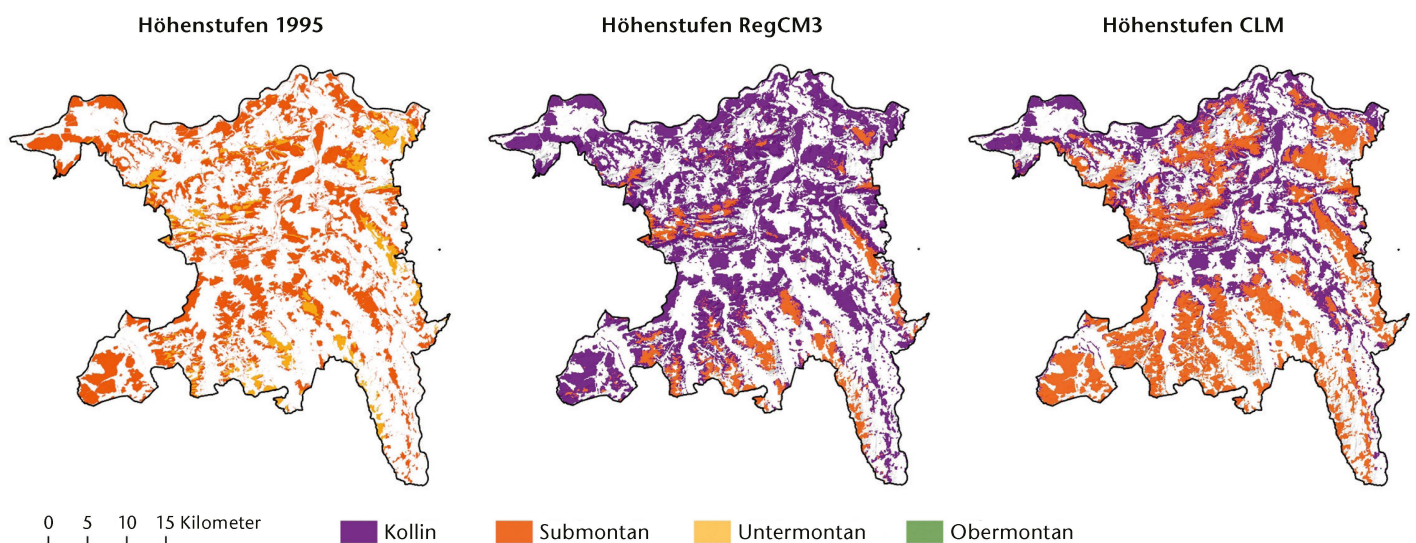 Höhenstufen 1995
Höhenstufen RegCM3
Höhenstufen CLM
0 5 10 15 Kilometer
Kollin
Submontan
Untermontan
Obermontan